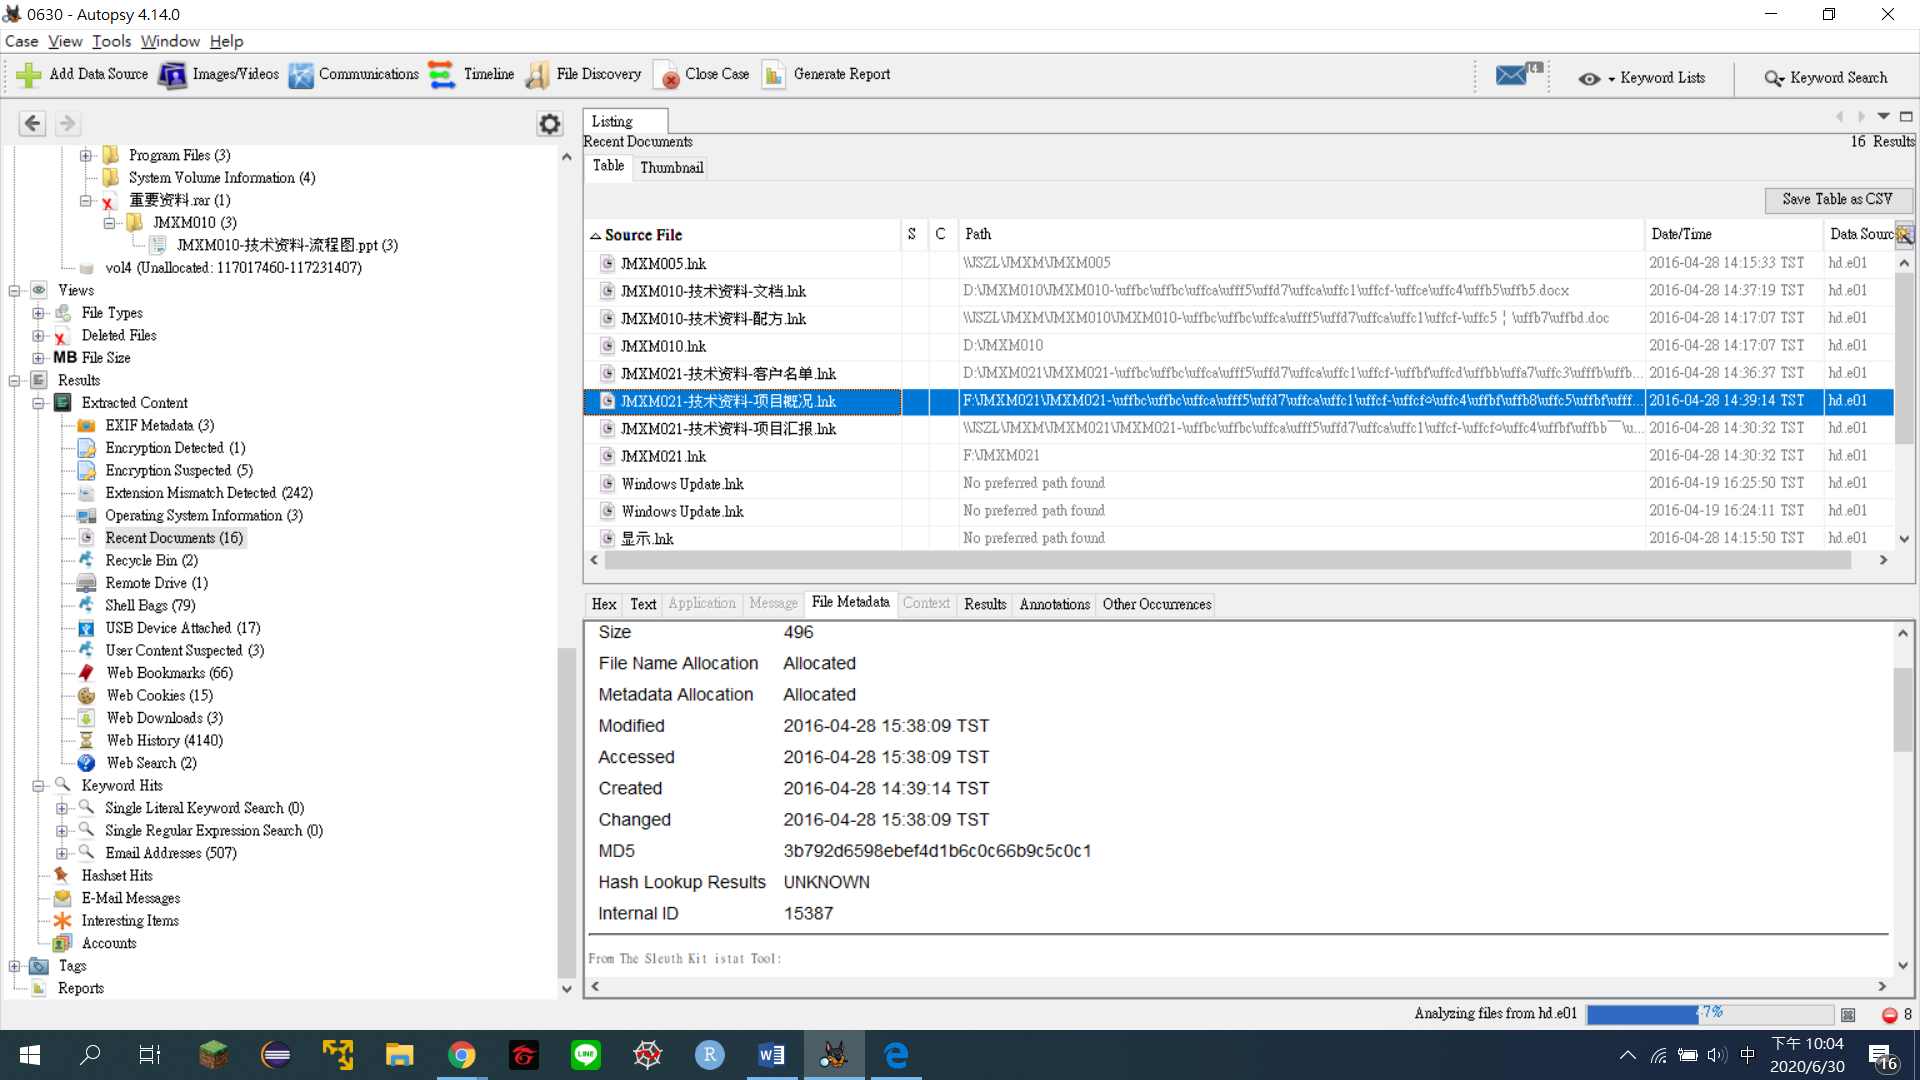 0630 - Autopsy 4.14.0
Case View Tools Window Help
Add Data Source Images/Videos Communications Timeline File Discovery Close Case Generate Report 14 Keyword Lists Keyword Search
Program Files (3)
System Volume Information (4)
重要资料.rar (1)
JMXM010 (3)
JMXM010-技术资料-流程图.ppt (3)
vol4 (Unallocated: 117017460-117231407)
Views
File Types
Deleted Files
MB File Size
Results
Extracted Content
EXIF Metadata (3)
Encryption Detected (1)
Encryption Suspected (5)
Extension Mismatch Detected (242)
Operating System Information (3)
Recent Documents (16)
Recycle Bin (2)
Remote Drive (1)
Shell Bags (79)
USB Device Attached (17)
User Content Suspected (3)
Web Bookmarks (66)
Web Cookies (15)
Web Downloads (3)
Web History (4140)
Web Search (2)
Keyword Hits
Single Literal Keyword Search (0)
Single Regular Expression Search (0)
Email Addresses (507)
Hashset Hits
E-Mail Messages
Interesting Items
Accounts
Tags
Reports
Listing
Recent Documents 16 Results
Table Thumbnail
Save Table as CSV
Source File S C Path Date/Time Data Sourc
JMXM005.lnk \\JSZL\JMXM\JMXM005 2016-04-28 14:15:33 TST hd.e01
JMXM010-技术资料-文档.lnk D:\JMXM010\JMXM010-\uffbc\uffbc\uffca\ufff5\uffd7\uffca\uffc1\uffcf-\uffce\uffc4\uffb5\uffb5.docx 2016-04-28 14:37:19 TST hd.e01
JMXM010-技术资料-配方.lnk \\JSZL\JMXM\JMXM010\JMXM010-\uffbc\uffbc\uffca\ufff5\uffd7\uffca\uffc1\uffcf-\uffc5 ¦ \uffb7\uffbd.doc 2016-04-28 14:17:07 TST hd.e01
JMXM010.lnk D:\JMXM010 2016-04-28 14:17:07 TST hd.e01
JMXM021-技术资料-客户名单.lnk D:\JMXM021\JMXM021-\uffbc\uffbc\uffca\ufff5\uffd7\uffca\uffc1\uffcf-\uffbf\uffcd\uffbb\uffa7\uffc3\ufffb\uffb... 2016-04-28 14:36:37 TST hd.e01
JMXM021-技术资料-项目概况.lnk F:\JMXM021\JMXM021-\uffbc\uffbc\uffca\ufff5\uffd7\uffca\uffc1\uffcf-\uffcfº\uffc4\uffbf\uffb8\uffc5\uffbf\ufff... 2016-04-28 14:39:14 TST hd.e01
JMXM021-技术资料-项目汇报.lnk \\JSZL\JMXM\JMXM021\JMXM021-\uffbc\uffbc\uffca\ufff5\uffd7\uffca\uffc1\uffcf-\uffcfº\uffc4\uffbf\uffbb¯\u... 2016-04-28 14:30:32 TST hd.e01
JMXM021.lnk F:\JMXM021 2016-04-28 14:30:32 TST hd.e01
Windows Update.lnk No preferred path found 2016-04-19 16:25:50 TST hd.e01
Windows Update.lnk No preferred path found 2016-04-19 16:24:11 TST hd.e01
显示.lnk No preferred path found 2016-04-28 14:15:50 TST hd.e01
Hex Text Application Message File Metadata Context Results Annotations Other Occurrences
Size 496
File Name Allocation Allocated
Metadata Allocation Allocated
Modified 2016-04-28 15:38:09 TST
Accessed 2016-04-28 15:38:09 TST
Created 2016-04-28 14:39:14 TST
Changed 2016-04-28 15:38:09 TST
MD5 3b792d6598ebef4d1b6c0c66b9c5c0c1
Hash Lookup Results UNKNOWN
Internal ID 15387
From The Sleuth Kit istat Tool:
Analyzing files from hd.e01 47% 8
LINE R W 中 下午 10:04
2020/6/30 16